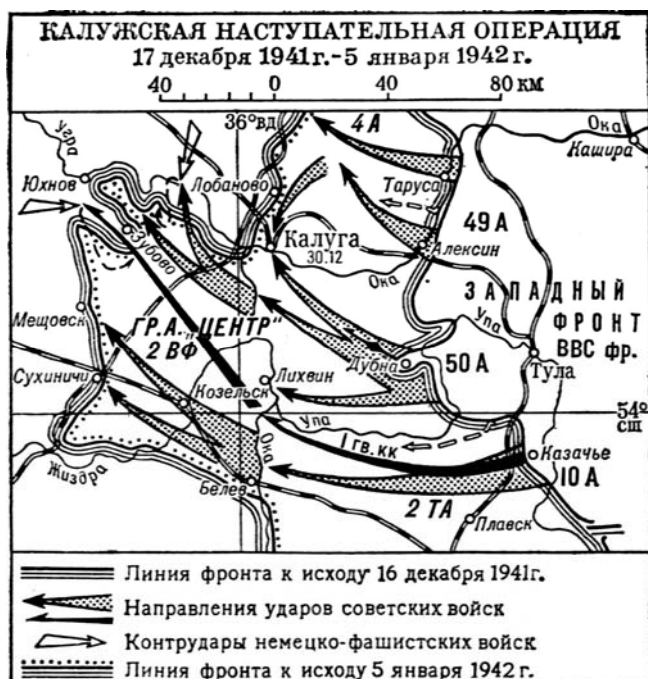 КАЛУЖСКАЯ НАСТУПАТЕЛЬНАЯ ОПЕРАЦИЯ
17 декабря 1941г.-5 января 1942 г.
40 0 40 80 км
36°вд
4 А
Ока
Кашира
Угра
Юхнов
Лобаново
Таруса
49 А
Зубово
Калуга
30.12
Алексин
Ока
ЗАПАДНЫЙ
ФРОНТ
ВВС фр.
Мещовск
ГР.А.„ЦЕНТР"
2 ВФ
Упа
50 А
Дубна
Тула
Сухиничи
Лихвин
Козельск
54°
сш
Упа
Ока
1 гв.кк
Казачье
Жиздра
Белев
10 А
2 ТА
Плавск
Линия фронта к исходу 16 декабря 1941г.
Направления ударов советских войск
Контрудары немецко-фашистских войск
Линия фронта к исходу 5 января 1942 г.